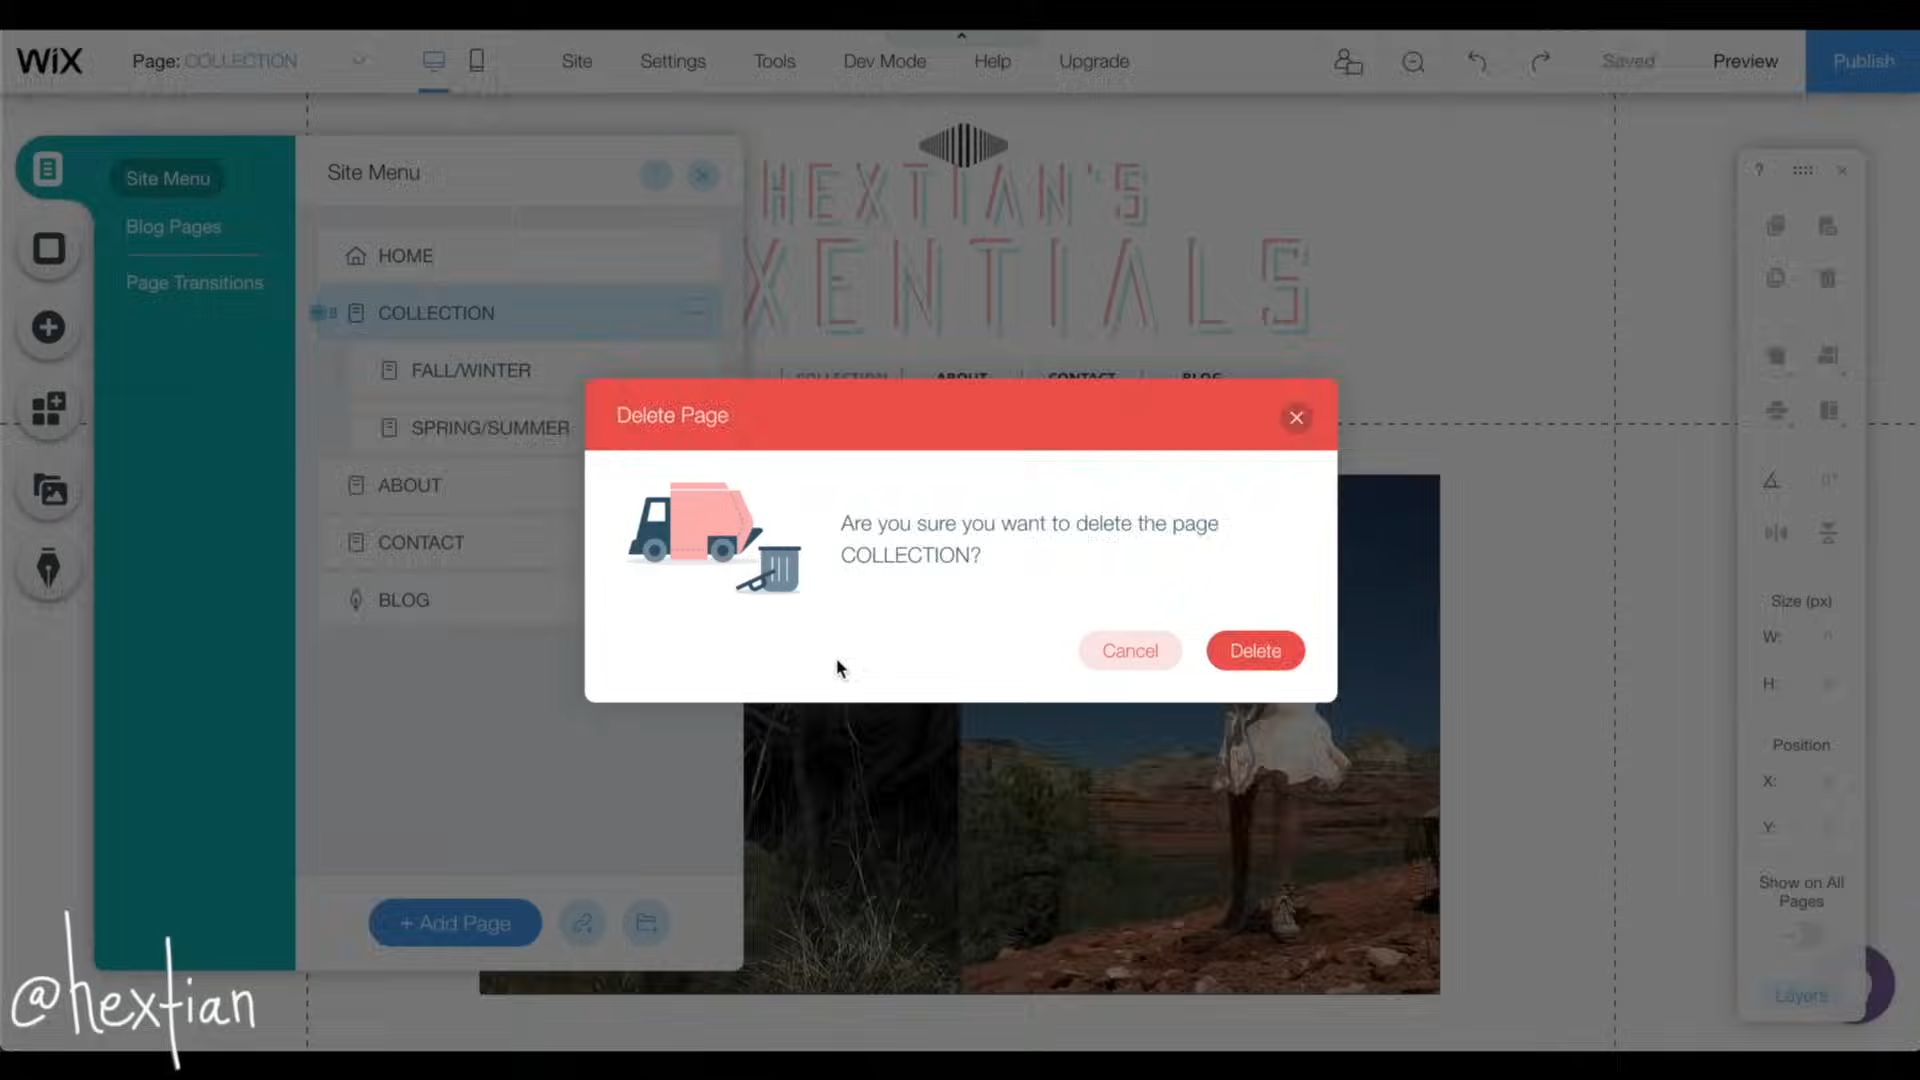 WiX
Page: COLLECTION
Site
Settings
Tools
Dev Mode
Help
Upgrade
Saved
Preview
Publish
Site Menu
Blog Pages
Page Transitions
Site Menu
HOME
COLLECTION
FALL/WINTER
SPRING/SUMMER
ABOUT
CONTACT
BLOG
+ Add Page
HEXTIAN'S
XENTIALS
COLLECTION
ABOUT
CONTACT
BLOG
Delete Page
Are you sure you want to delete the page
COLLECTION?
Cancel
Delete
?
0°
Size (px)
W:
H:
Position
X:
Y:
Show on All
Pages
Layers
@hextian